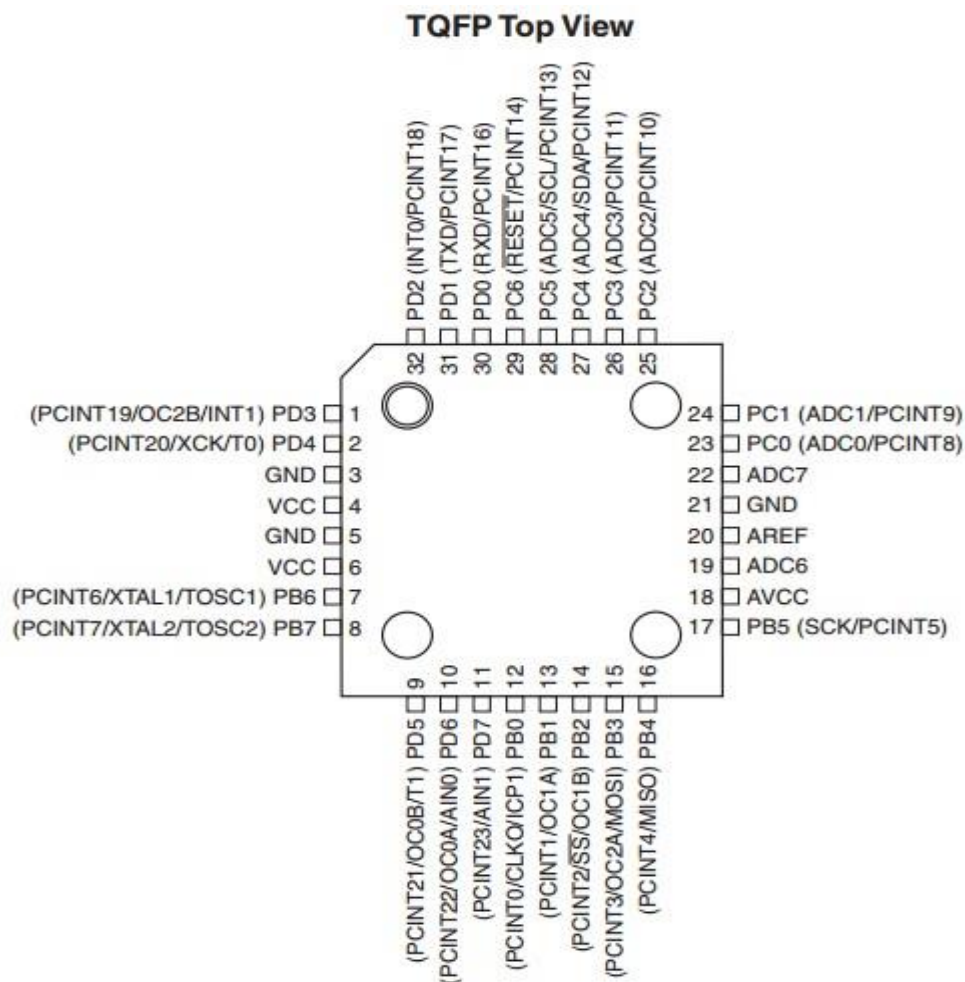 TQFP Top View
32 PD2 (INT0/PCINT18)
31 PD1 (TXD/PCINT17)
30 PD0 (RXD/PCINT16)
29 PC6 (RESET/PCINT14)
28 PC5 (ADC5/SCL/PCINT13)
27 PC4 (ADC4/SDA/PCINT12)
26 PC3 (ADC3/PCINT11)
25 PC2 (ADC2/PCINT10)
(PCINT19/OC2B/INT1) PD3 1
(PCINT20/XCK/T0) PD4 2
GND 3
VCC 4
GND 5
VCC 6
(PCINT6/XTAL1/TOSC1) PB6 7
(PCINT7/XTAL2/TOSC2) PB7 8
24 PC1 (ADC1/PCINT9)
23 PC0 (ADC0/PCINT8)
22 ADC7
21 GND
20 AREF
19 ADC6
18 AVCC
17 PB5 (SCK/PCINT5)
(PCINT21/OC0B/T1) PD5 9
(PCINT22/OC0A/AIN0) PD6 10
(PCINT23/AIN1) PD7 11
(PCINT0/CLKO/ICP1) PB0 12
(PCINT1/OC1A) PB1 13
(PCINT2/SS/OC1B) PB2 14
(PCINT3/OC2A/MOSI) PB3 15
(PCINT4/MISO) PB4 16